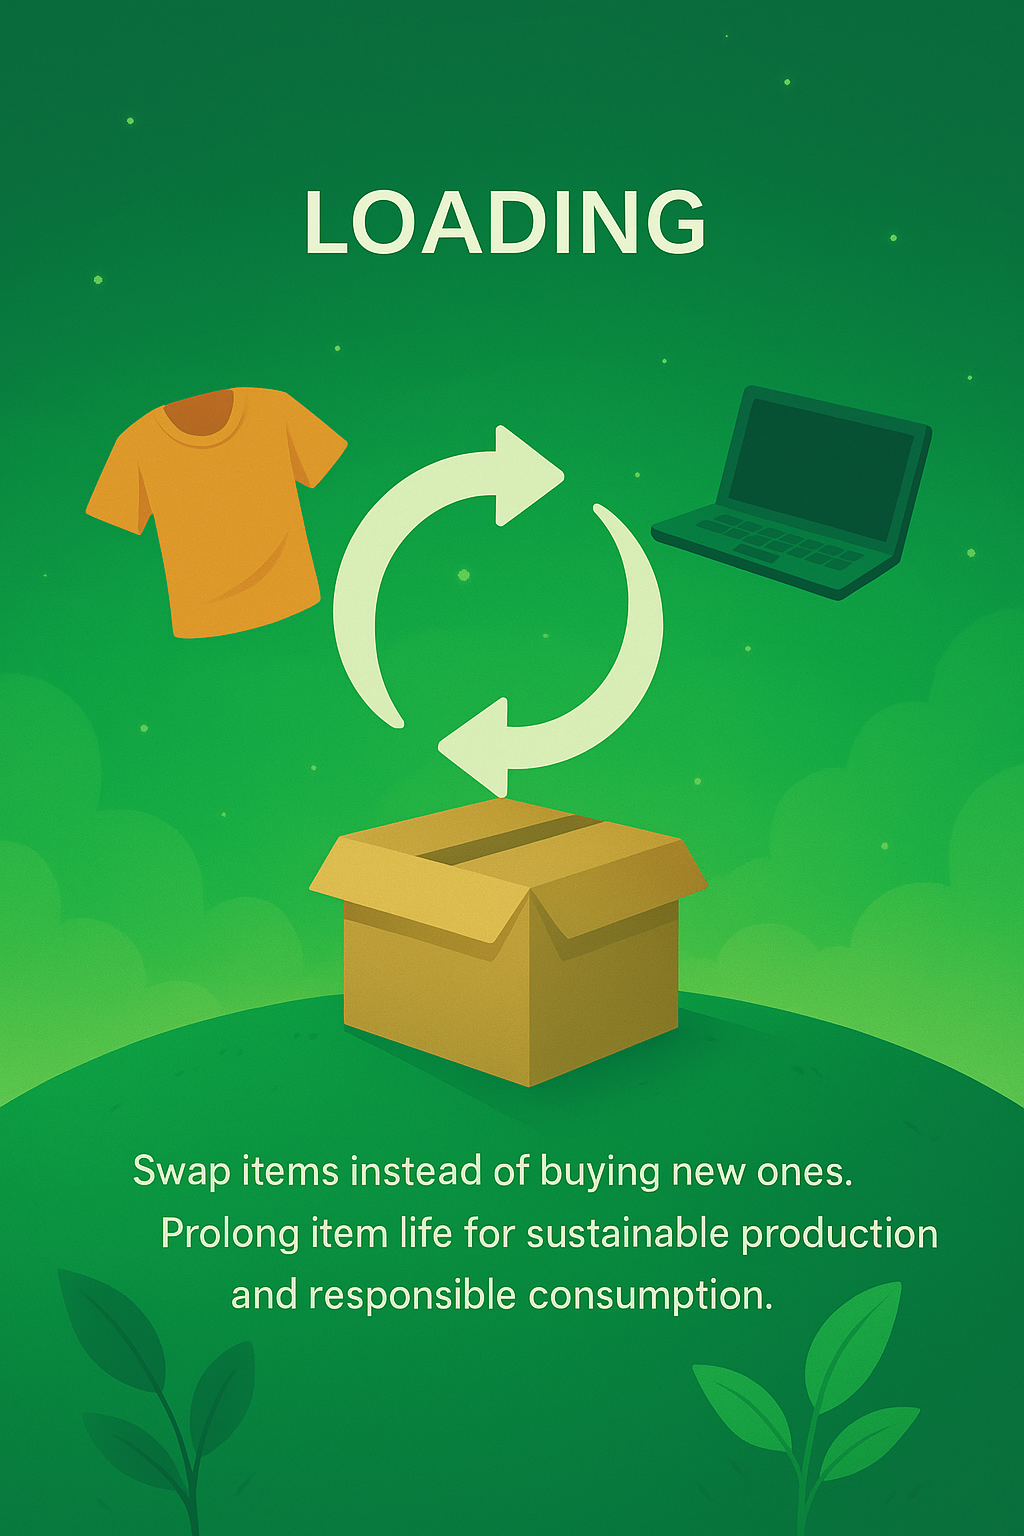 LOADING
Swap items instead of buying new ones.
Prolong item life for sustainable production
and responsible consumption.